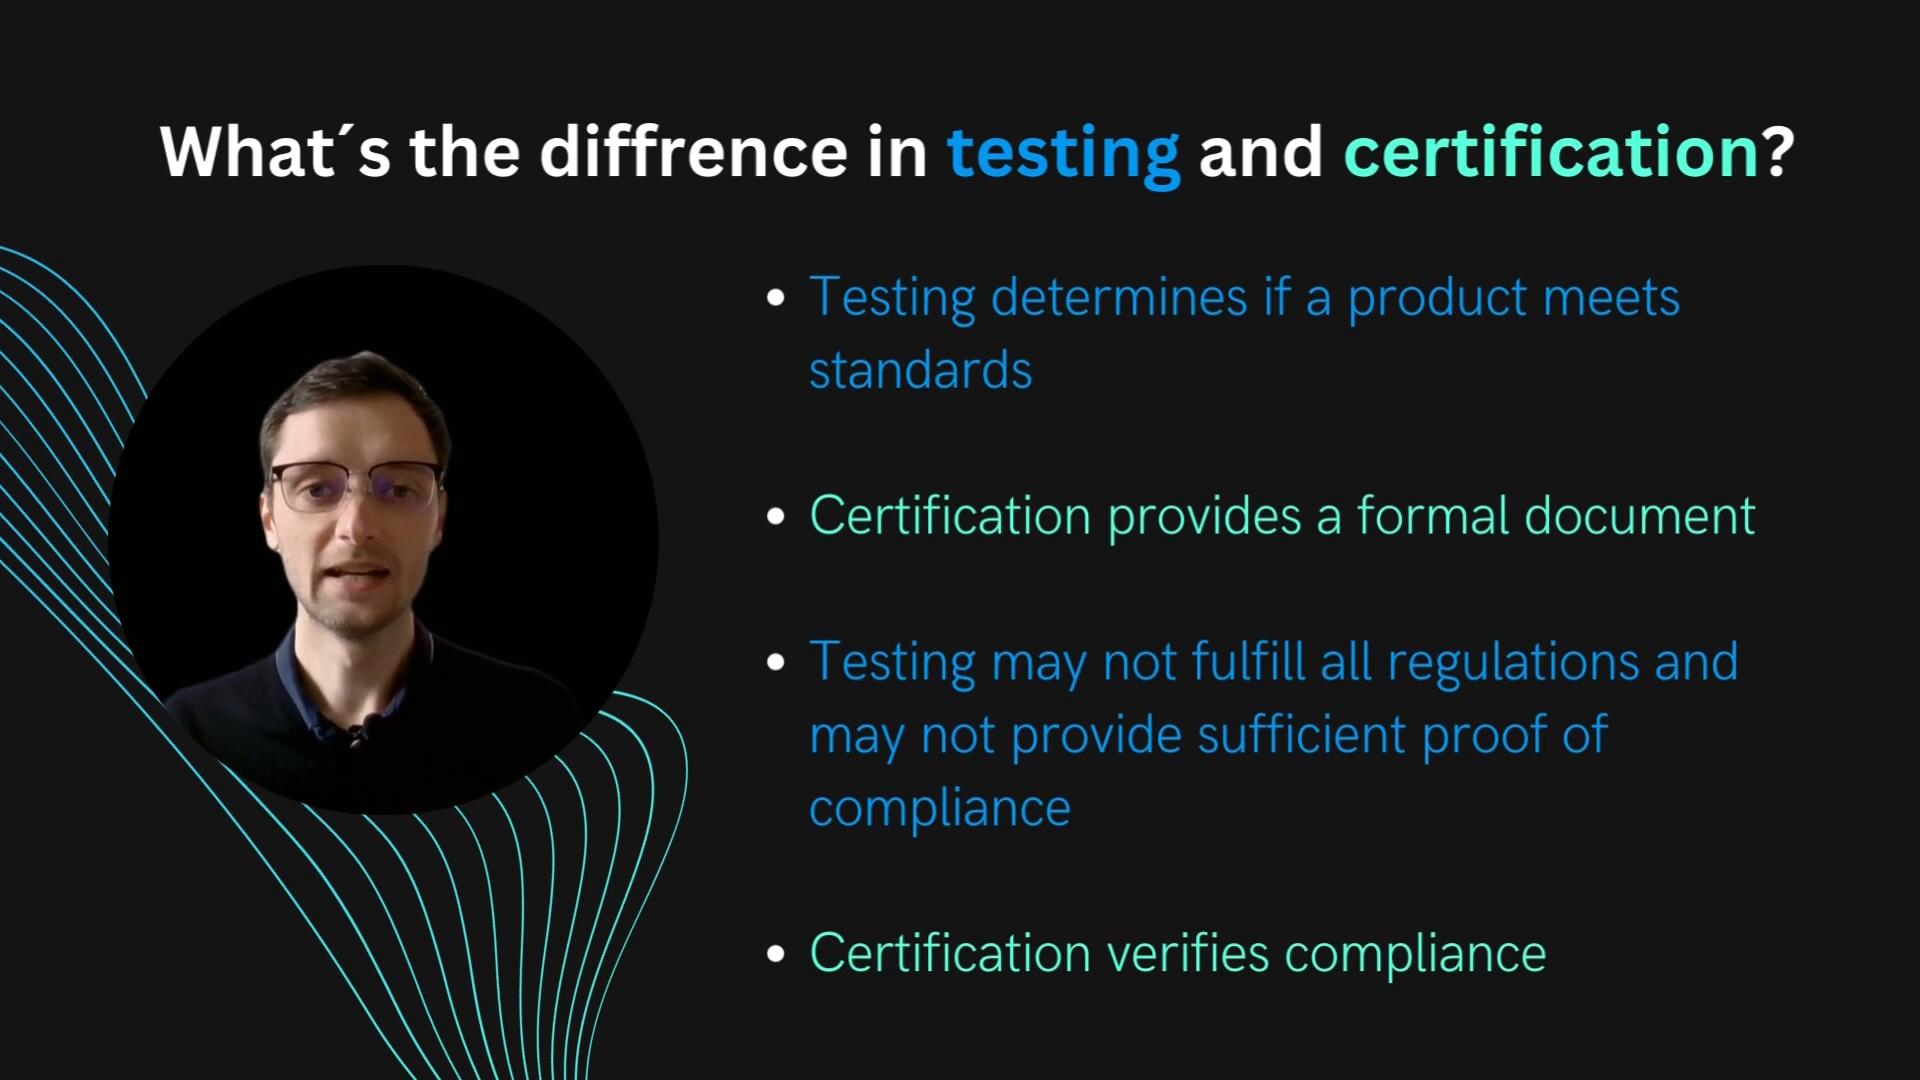 What´s the diffrence in testing and certification?
• Testing determines if a product meets
standards
• Certification provides a formal document
• Testing may not fulfill all regulations and
may not provide sufficient proof of
compliance
• Certification verifies compliance